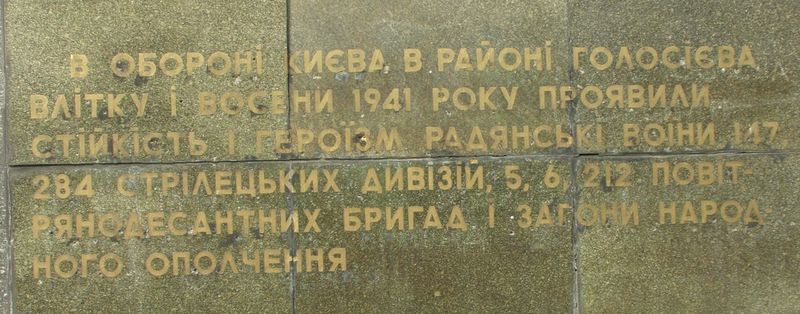 В ОБОРОНІ КИЄВА В РАЙОНІ ГОЛОСІЄВА
ВЛІТКУ І ВОСЕНИ 1941 РОКУ ПРОЯВИЛИ
СТІЙКІСТЬ І ГЕРОЇЗМ РАДЯНСЬКІ ВОЇНИ 147,
284 СТРІЛЕЦЬКИХ ДИВІЗІЙ, 5, 6, 212 ПОВІТ-
РЯНОДЕСАНТНИХ БРИГАД І ЗАГОНИ НАРОД-
НОГО ОПОЛЧЕННЯ